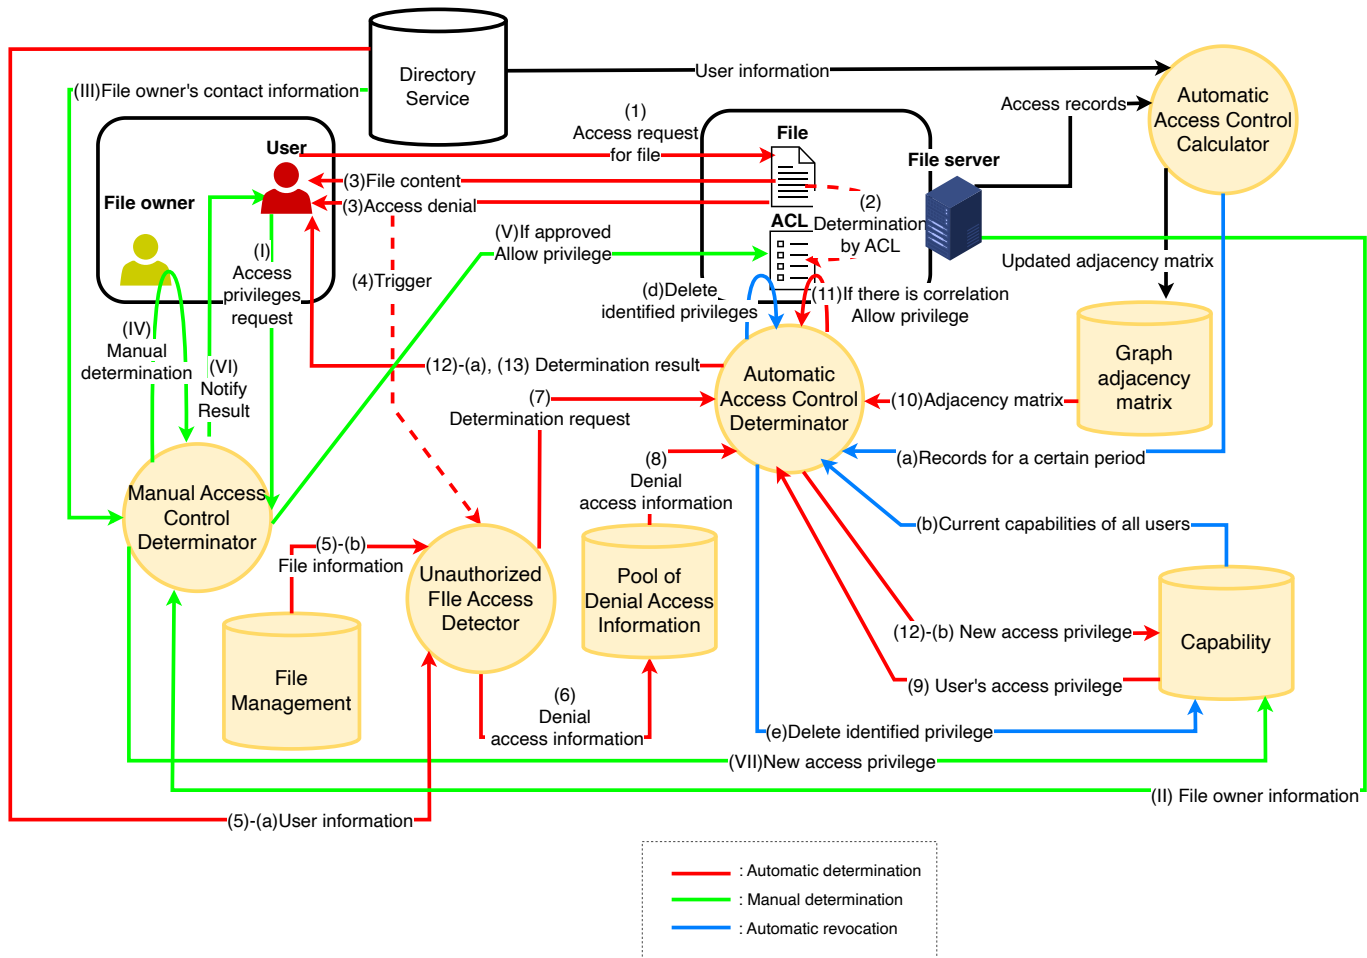 Directory
Service
User information
Automatic
Access Control
Calculator
(III)File owner's contact information
Access records
(1)
Access request
for file
File
User
File server
(3)File content
(3)Access denial
File owner
(2)
Determination
by ACL
ACL
(I)
Access
privileges
request
(V)If approved
Allow privilege
(4)Trigger
Updated adjacency matrix
(d)Delete
identified privileges
(11)If there is correlation
Allow privilege
(IV)
Manual
determination
(VI)
Notify
Result
(12)-(a), (13) Determination result
Graph
adjacency
matrix
Automatic
Access Control
Determinator
(7)
Determination request
(10)Adjacency matrix
(a)Records for a certain period
(8)
Denial
access information
Manual Access
Control
Determinator
(b)Current capabilities of all users
(5)-(b)
File information
Unauthorized
FIle Access
Detector
Pool of
Denial Access
Information
(12)-(b) New access privilege
Capability
File
Management
(9) User's access privilege
(6)
Denial
access information
(e)Delete identified privilege
(VII)New access privilege
(II) File owner information
(5)-(a)User information
: Automatic determination
: Manual determination
: Automatic revocation